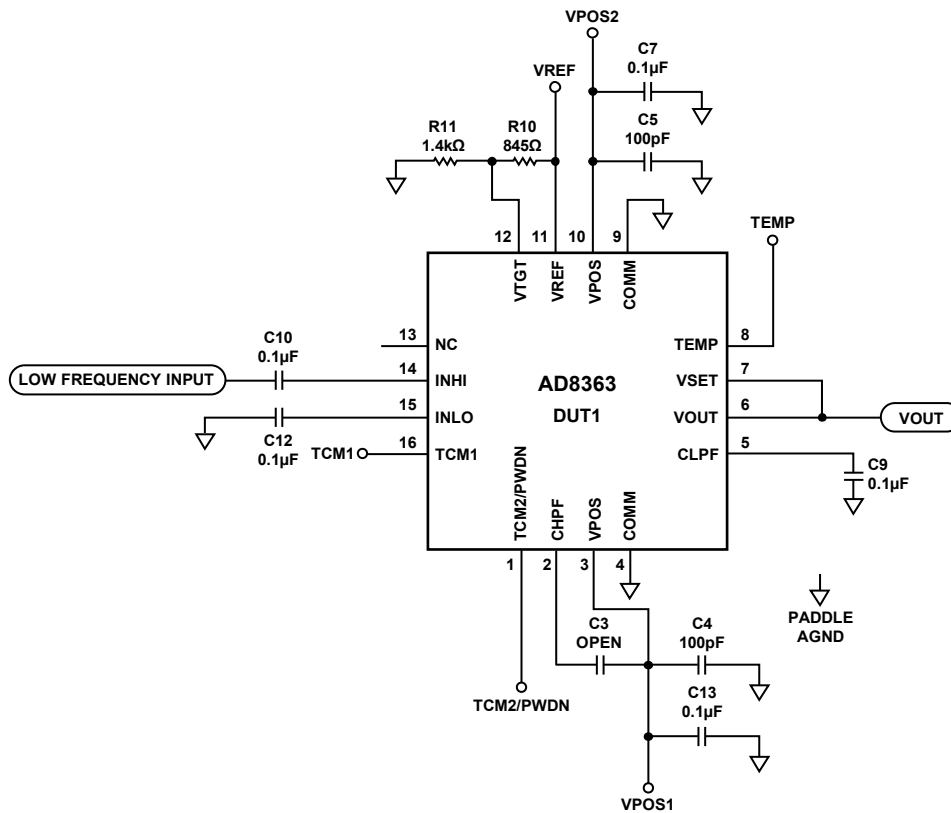 VPOS2
C7
0.1µF
VREF
C5
100pF
R11
1.4kΩ
R10
845Ω
TEMP
12
11
10
9
VTGT
VREF
VPOS
COMM
C10
0.1µF
13
NC
TEMP
8
LOW FREQUENCY INPUT
14
INHI
AD8363
VSET
7
15
INLO
DUT1
VOUT
6
VOUT
C12
0.1µF
TCM1
16
TCM1
CLPF
5
C9
0.1µF
TCM2/PWDN
CHPF
VPOS
COMM
1
2
3
4
PADDLE
AGND
C3
OPEN
C4
100pF
TCM2/PWDN
C13
0.1µF
VPOS1